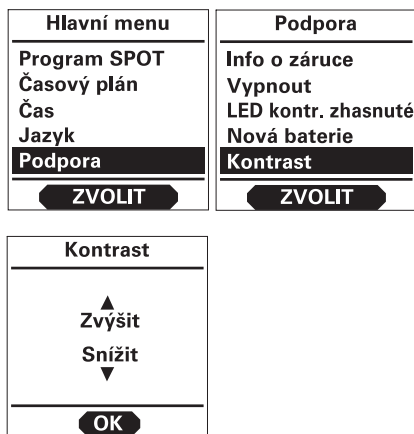 Hlavní menu
Program SPOT
Časový plán
Čas
Jazyk
Podpora
ZVOLIT
Podpora
Info o záruce
Vypnout
LED kontr. zhasnuté
Nová baterie
Kontrast
ZVOLIT
Kontrast
Zvýšit
Snížit
OK